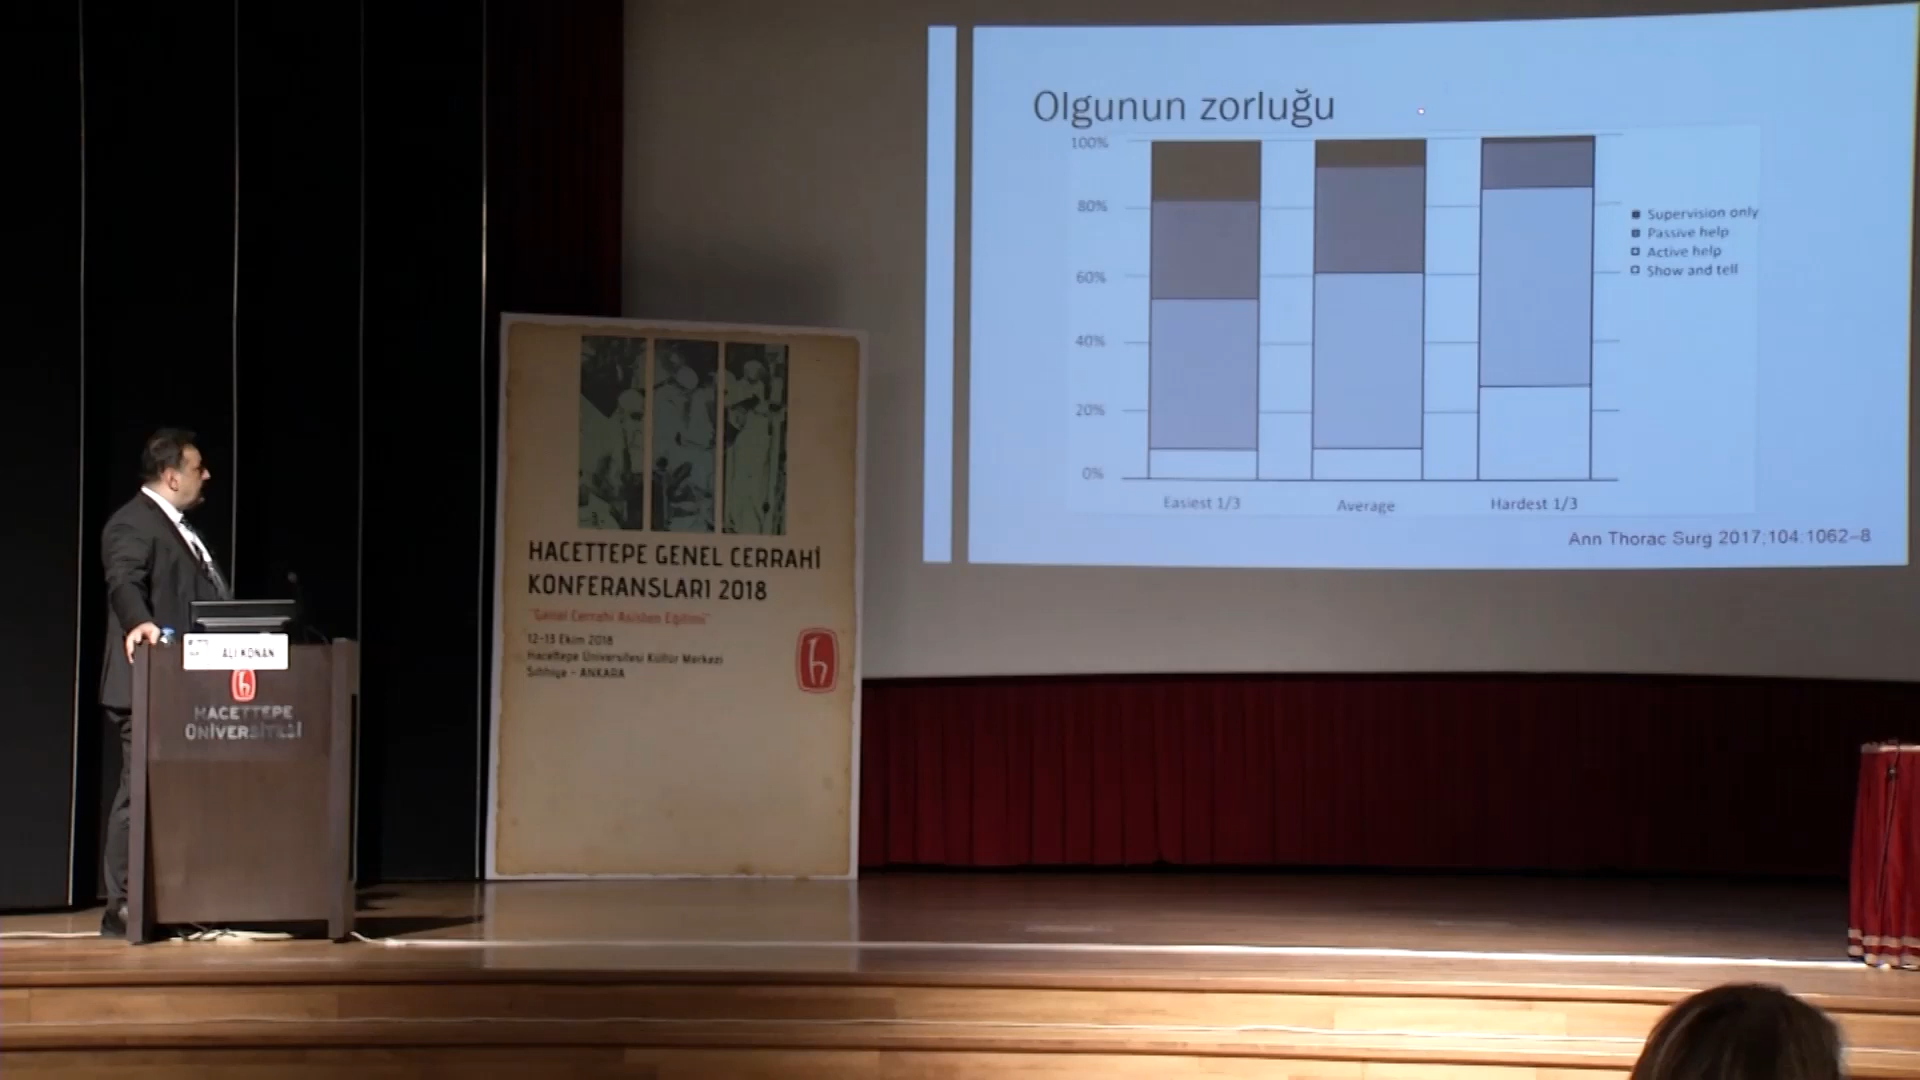 Olgunun zorluğu
100%
80%
60%
40%
20%
0%
Easiest 1/3
Average
Hardest 1/3
Supervision only
Passive help
Active help
Show and tell
Ann Thorac Surg 2017;104:1062–8
HACETTEPE GENEL CERRAHİ
KONFERANSLARI 2018
"Genel Cerrahi Asistan Eğitimi"
12-13 Ekim 2018
Hacettepe Üniversitesi Kültür Merkezi
Sıhhiye - ANKARA
ALİ KONAN
HACETTEPE
ÜNİVERSİTESİ